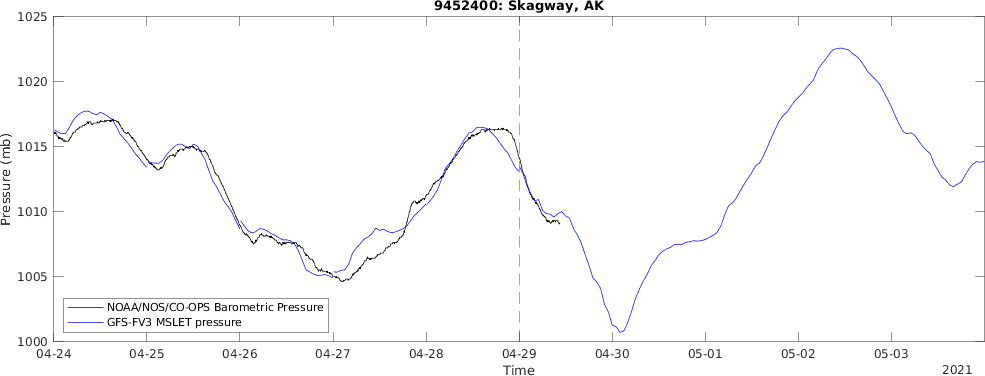 9452400: Skagway, AK
1025
1020
1015
1010
1005
1000
Pressure (mb)
NOAA/NOS/CO-OPS Barometric Pressure
GFS-FV3 MSLET pressure
04-24 04-25 04-26 04-27 04-28 04-29 04-30 05-01 05-02 05-03
Time
2021